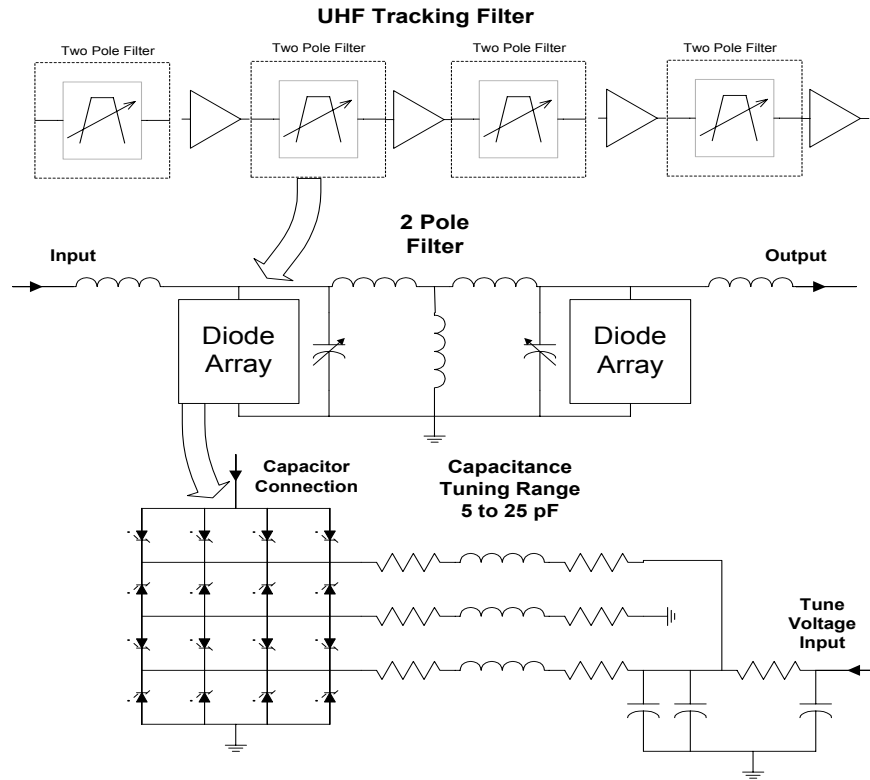 UHF Tracking Filter
Two Pole Filter
Two Pole Filter
Two Pole Filter
Two Pole Filter
2 Pole
Filter
Input
Output
Diode
Array
Diode
Array
Capacitor
Connection
Capacitance
Tuning Range
5 to 25 pF
Tune
Voltage
Input